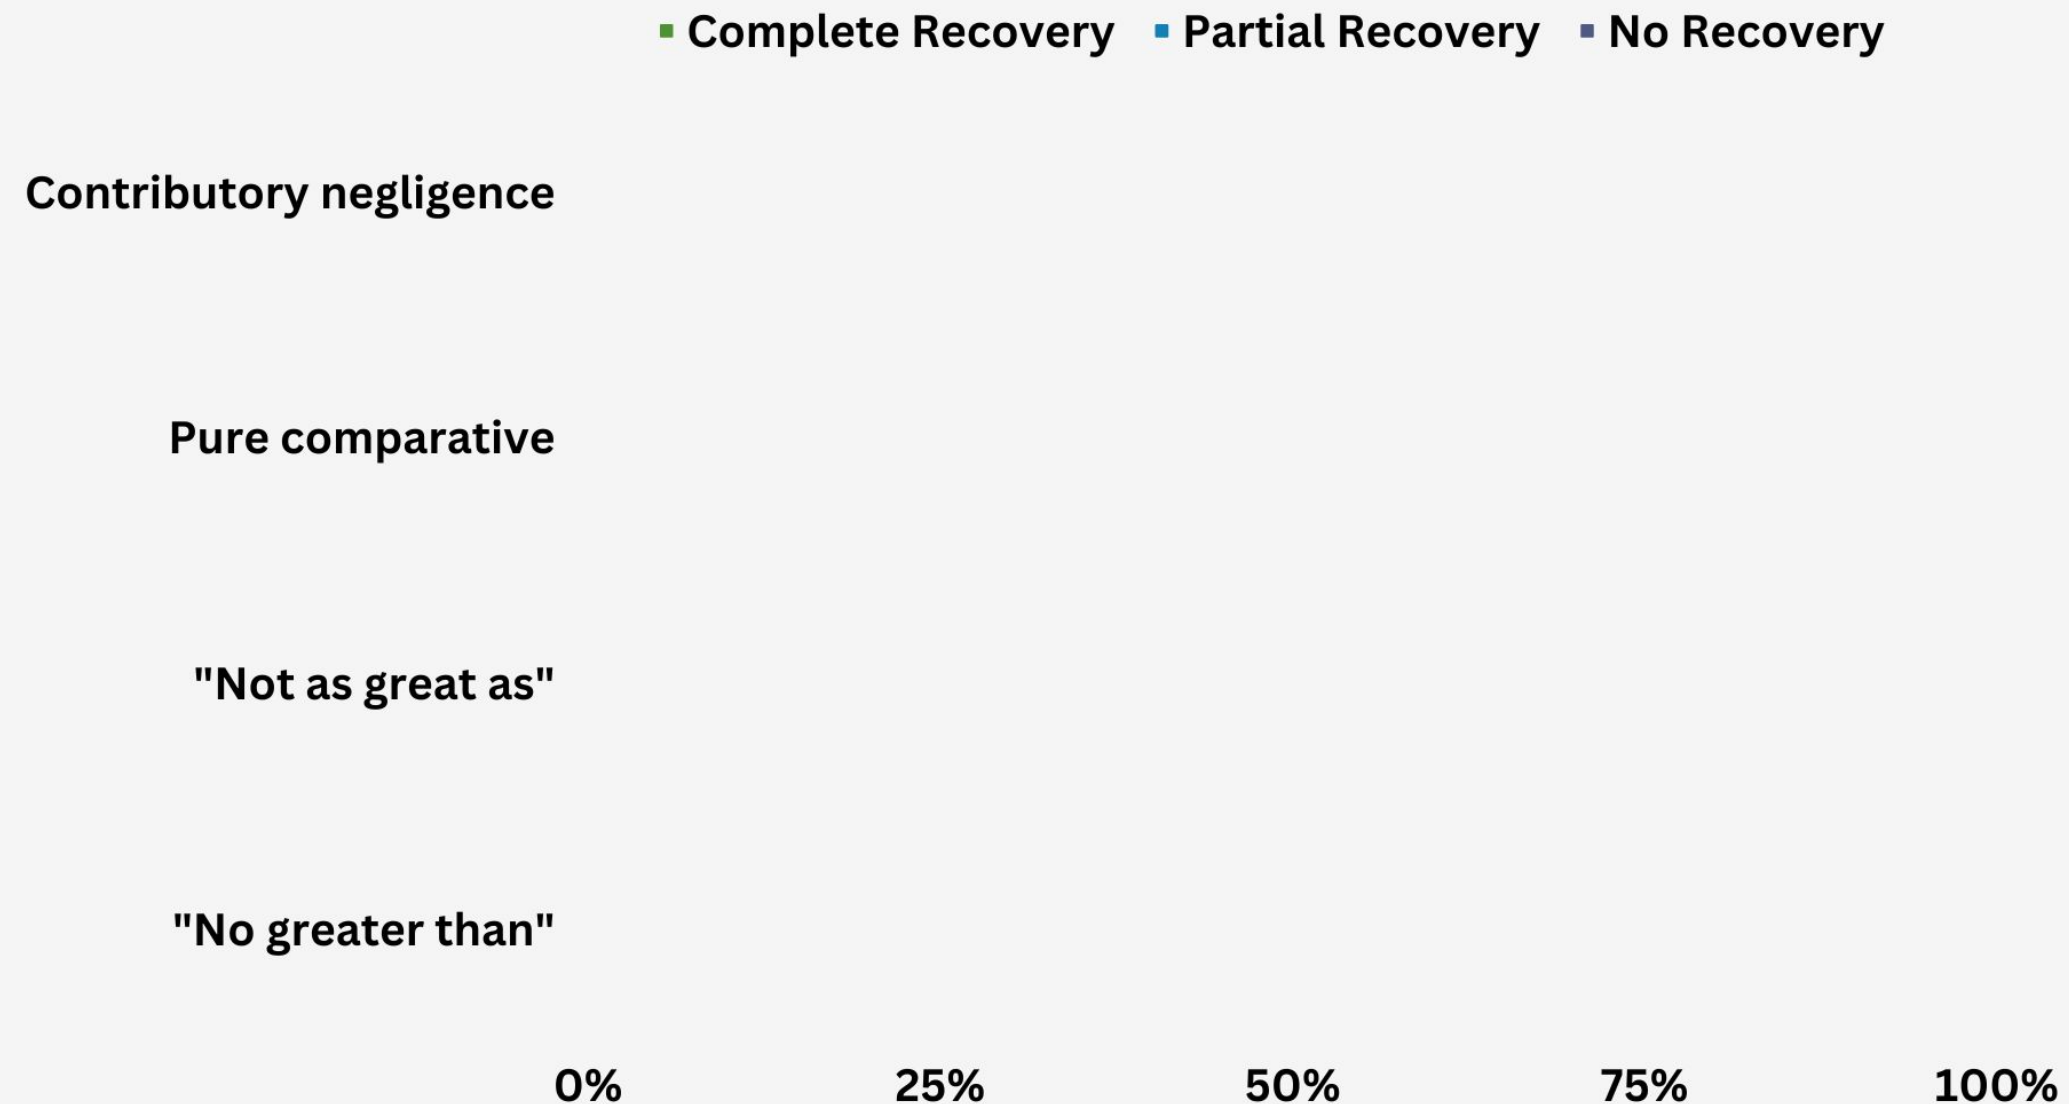 Complete Recovery Partial Recovery No Recovery
Contributory negligence
Pure comparative
"Not as great as"
"No greater than"
0% 25% 50% 75% 100%